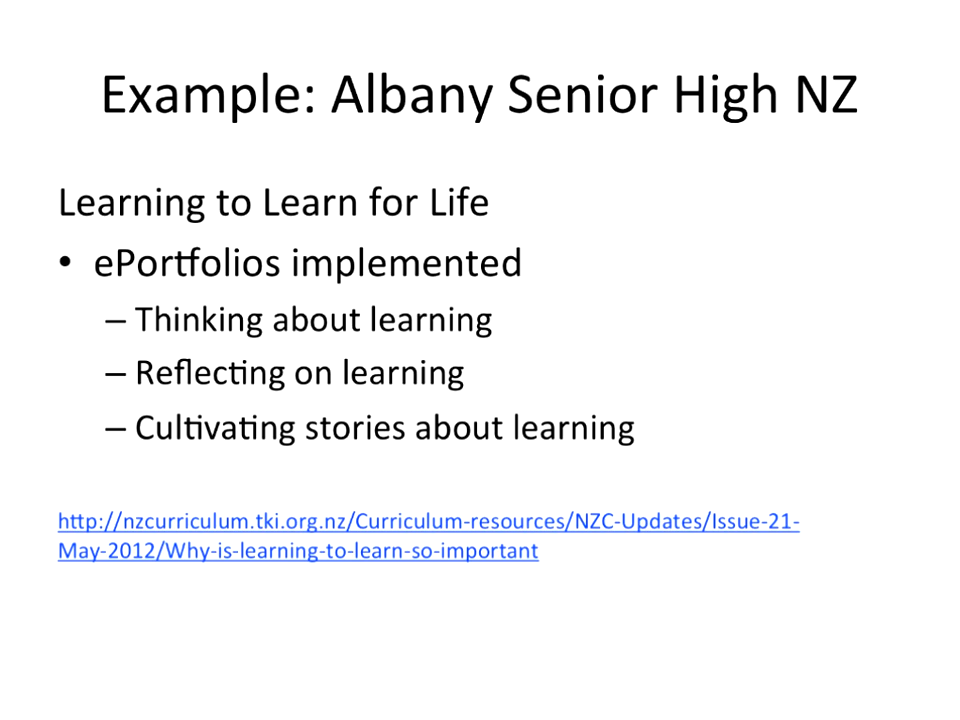 Example: Albany Senior High NZ
Learning to Learn for Life
• ePortfolios implemented
– Thinking about learning
– Reflecting on learning
– Cultivating stories about learning
http://nzcurriculum.tki.org.nz/Curriculum-resources/NZC-Updates/Issue-21-
May-2012/Why-is-learning-to-learn-so-important